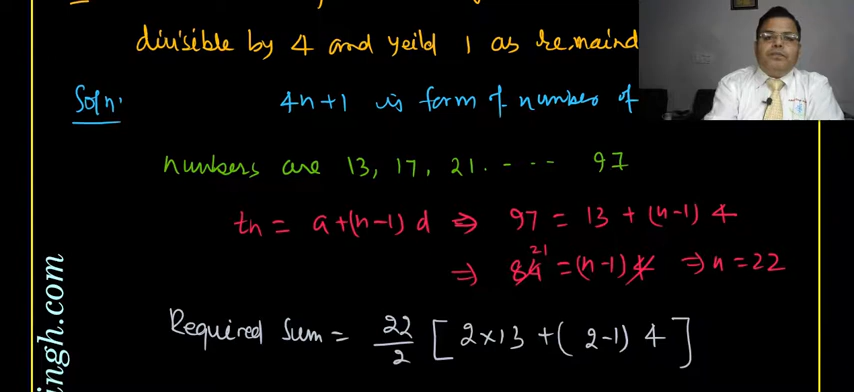 divisible by 4 and yeild 1 as remaind
Soln. 4n+1 is form of number of
numbers are 13, 17, 21 ..... 97
tn = a+(n-1) d ⇒ 97 = 13 + (n-1) 4
21
⇒ 84 = (n-1) 4 ⇒ n = 22
Required Sum = 22/2 [ 2×13 + ( 2-1) 4 ]
ingh.com